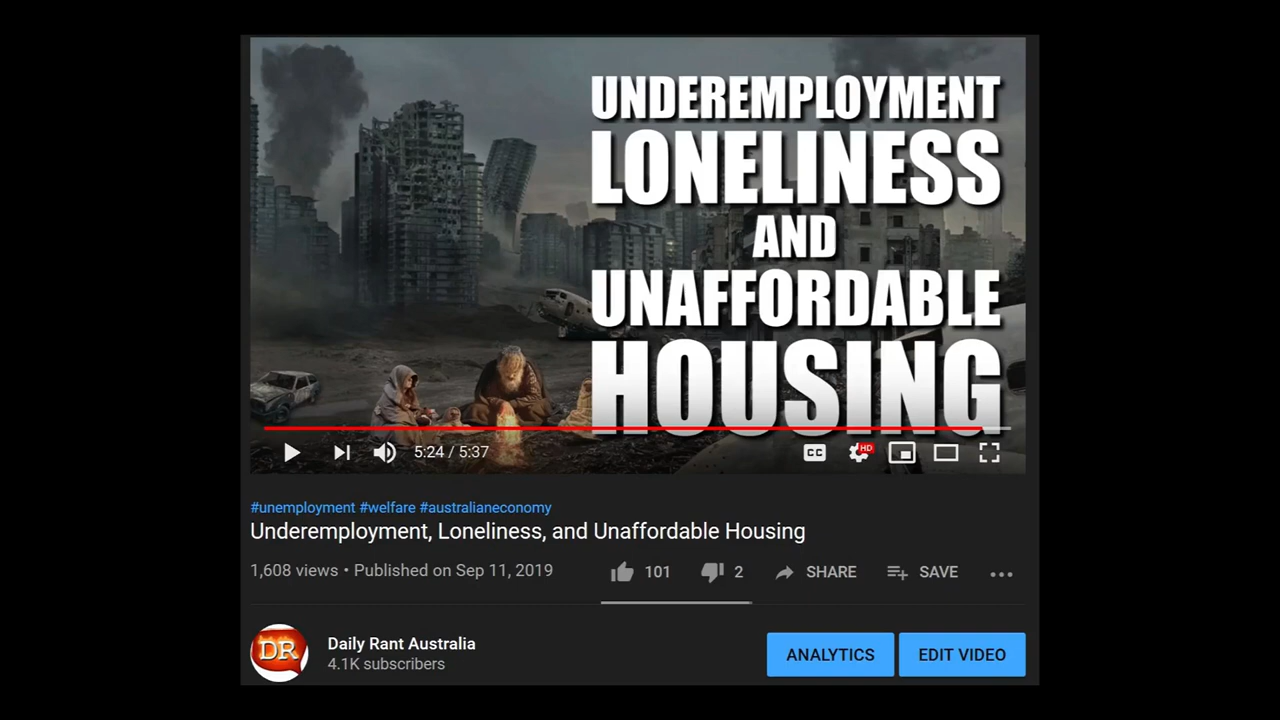 UNDEREMPLOYMENT
LONELINESS
AND
UNAFFORDABLE
HOUSING
5:24 / 5:37
CC
HD
#unemployment #welfare #australianeconomy
Underemployment, Loneliness, and Unaffordable Housing
1,608 views • Published on Sep 11, 2019
101
2
SHARE
SAVE
DR
Daily Rant Australia
4.1K subscribers
ANALYTICS
EDIT VIDEO